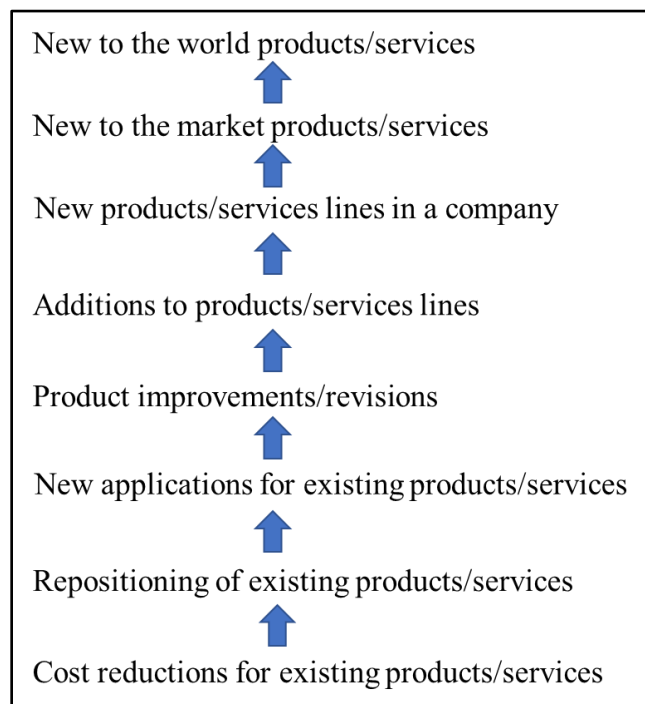 New to the world products/services
New to the market products/services
New products/services lines in a company
Additions to products/services lines
Product improvements/revisions
New applications for existing products/services
Repositioning of existing products/services
Cost reductions for existing products/services